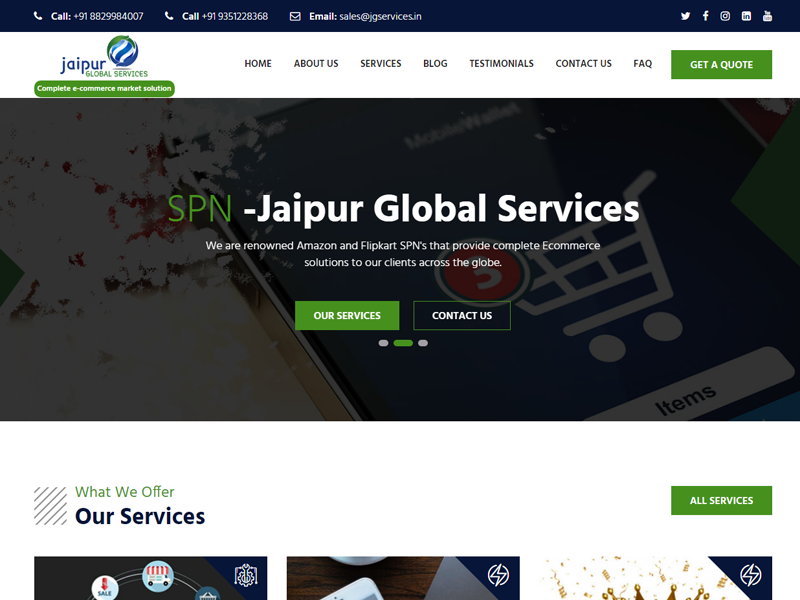 Call: +91 8829984007
Call +91 9351228368
Email: sales@jgservices.in
jaipur
GLOBAL SERVICES
Complete e-commerce market solution
HOME
ABOUT US
SERVICES
BLOG
TESTIMONIALS
CONTACT US
FAQ
GET A QUOTE
MobileWallet
SPN -Jaipur Global Services
We are renowned Amazon and Flipkart SPN's that provide complete Ecommerce
solutions to our clients across the globe.
3
OUR SERVICES
CONTACT US
Items
What We Offer
Our Services
ALL SERVICES
SALE